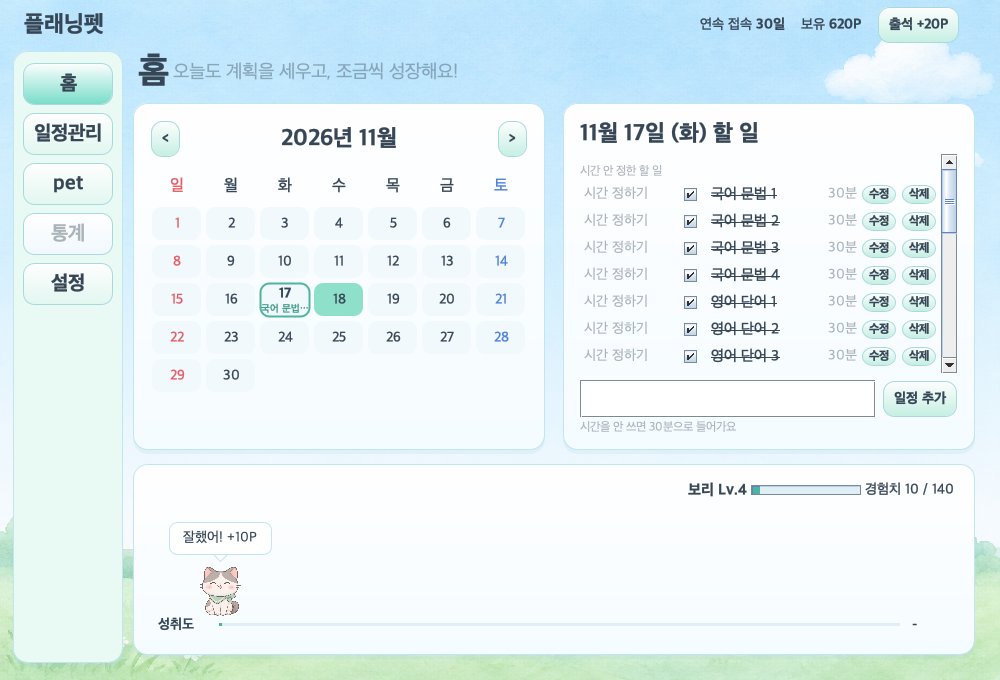 플래닝펫
연속 접속 30일 보유 620P 출석 +20P
홈
일정관리
pet
통계
설정
홈 오늘도 계획을 세우고, 조금씩 성장해요!
< 2026년 11월 >
일 월 화 수 목 금 토
1 2 3 4 5 6 7
8 9 10 11 12 13 14
15 16 17 18 19 20 21
국어 문법…
22 23 24 25 26 27 28
29 30
11월 17일 (화) 할 일
시간 안 정한 할 일
시간 정하기 국어 문법 1 30분 수정 삭제
시간 정하기 국어 문법 2 30분 수정 삭제
시간 정하기 국어 문법 3 30분 수정 삭제
시간 정하기 국어 문법 4 30분 수정 삭제
시간 정하기 영어 단어 1 30분 수정 삭제
시간 정하기 영어 단어 2 30분 수정 삭제
시간 정하기 영어 단어 3 30분 수정 삭제
일정 추가
시간을 안 쓰면 30분으로 들어가요
보리 Lv.4 경험치 10 / 140
잘했어! +10P
성취도 -